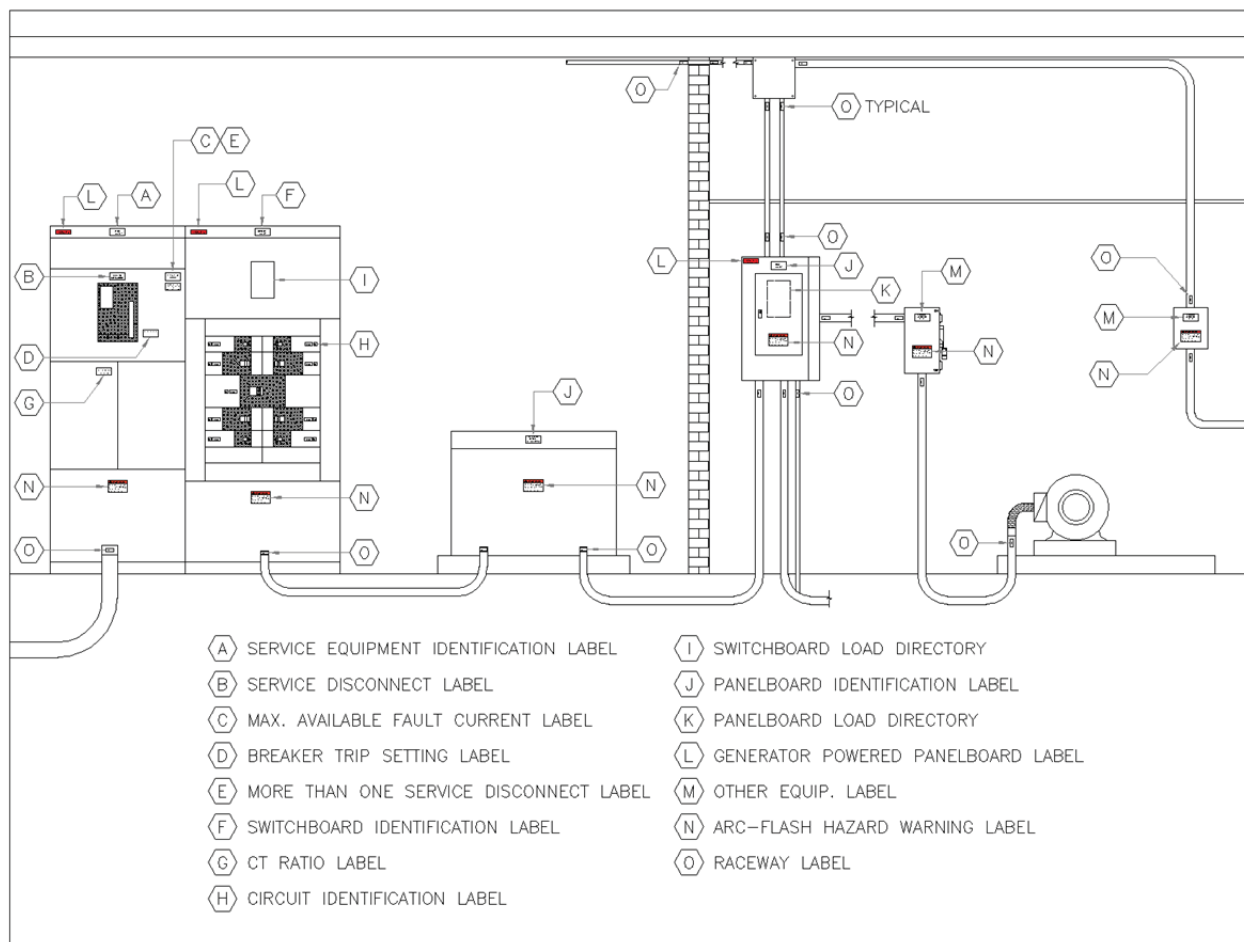 O
O TYPICAL
C E
L
A
L
F
O
L
J
B
I
K
M
O
M
D
H
N
N
N
G
J
O
N
N
N
N
O
O
O
O
A SERVICE EQUIPMENT IDENTIFICATION LABEL
B SERVICE DISCONNECT LABEL
C MAX. AVAILABLE FAULT CURRENT LABEL
D BREAKER TRIP SETTING LABEL
E MORE THAN ONE SERVICE DISCONNECT LABEL
F SWITCHBOARD IDENTIFICATION LABEL
G CT RATIO LABEL
H CIRCUIT IDENTIFICATION LABEL
I SWITCHBOARD LOAD DIRECTORY
J PANELBOARD IDENTIFICATION LABEL
K PANELBOARD LOAD DIRECTORY
L GENERATOR POWERED PANELBOARD LABEL
M OTHER EQUIP. LABEL
N ARC-FLASH HAZARD WARNING LABEL
O RACEWAY LABEL